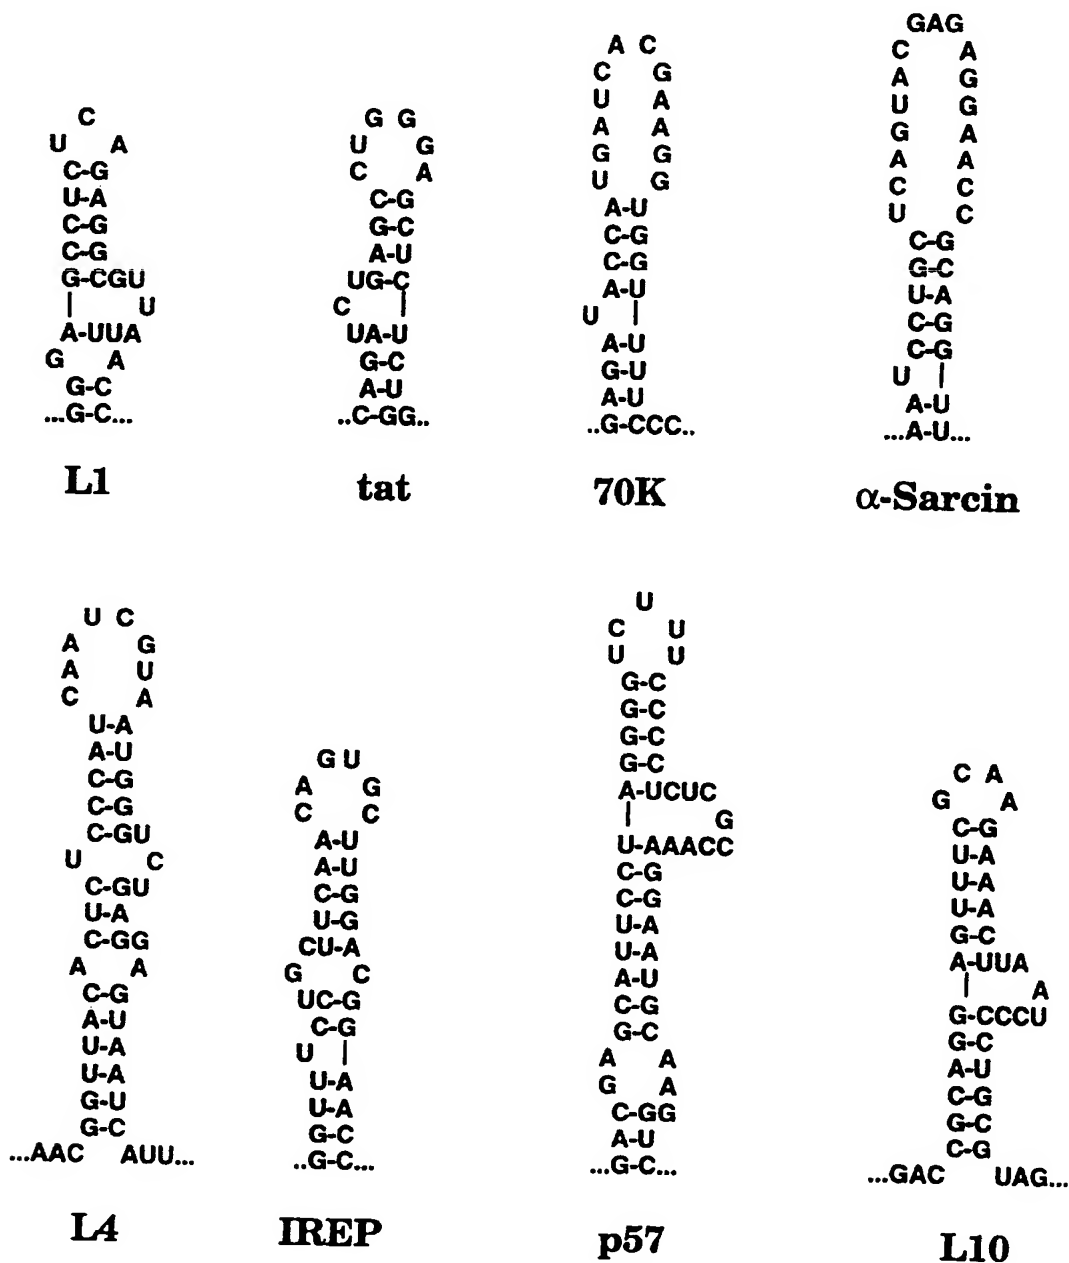 C
U A
C-G
U-A
C-G
C-G
G-CGU
| U
A-UUA
G A
G-C
...G-C...
L1
G G
U G
C A
C-G
G-C
A-U
UG-C
C |
UA-U
G-C
A-U
..C-GG..
tat
A C
C G
U A
A A
G G
U G
A-U
C-G
C-G
A-U
U |
A-U
G-U
A-U
..G-CCC..
70K
GAG
C A
A G
U G
G A
A A
C C
U C
C-G
G-C
U-A
C-G
C-G
U |
A-U
...A-U...
α-Sarcin
U C
A G
A U
C A
U-A
A-U
C-G
C-G
C-GU
U C
C-GU
U-A
C-GG
A A
C-G
A-U
U-A
U-A
G-U
G-C
...AAC AUU...
L4
G U
A G
C C
A-U
A-U
C-G
U-G
CU-A
G C
UC-G
C-G
U |
U-A
U-A
G-C
..G-C...
IREP
U
C U
U U
G-C
G-C
G-C
G-C
A-UCUC
| G
U-AAACC
C-G
C-G
U-A
U-A
A-U
C-G
G-C
A A
G A
C-GG
A-U
...G-C...
p57
C A
G A
C-G
U-A
U-A
U-A
G-C
A-UUA
| A
G-CCCU
G-C
A-U
C-G
G-C
C-G
...GAC UAG...
L10